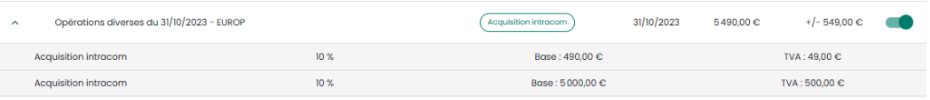 Opérations diverses du 31/10/2023 - EUROP Acquisition intracom 31/10/2023 5 490,00 € +/- 549,00 €
Acquisition intracom 10 % Base : 490,00 € TVA : 49,00 €
Acquisition intracom 10 % Base : 5 000,00 € TVA : 500,00 €